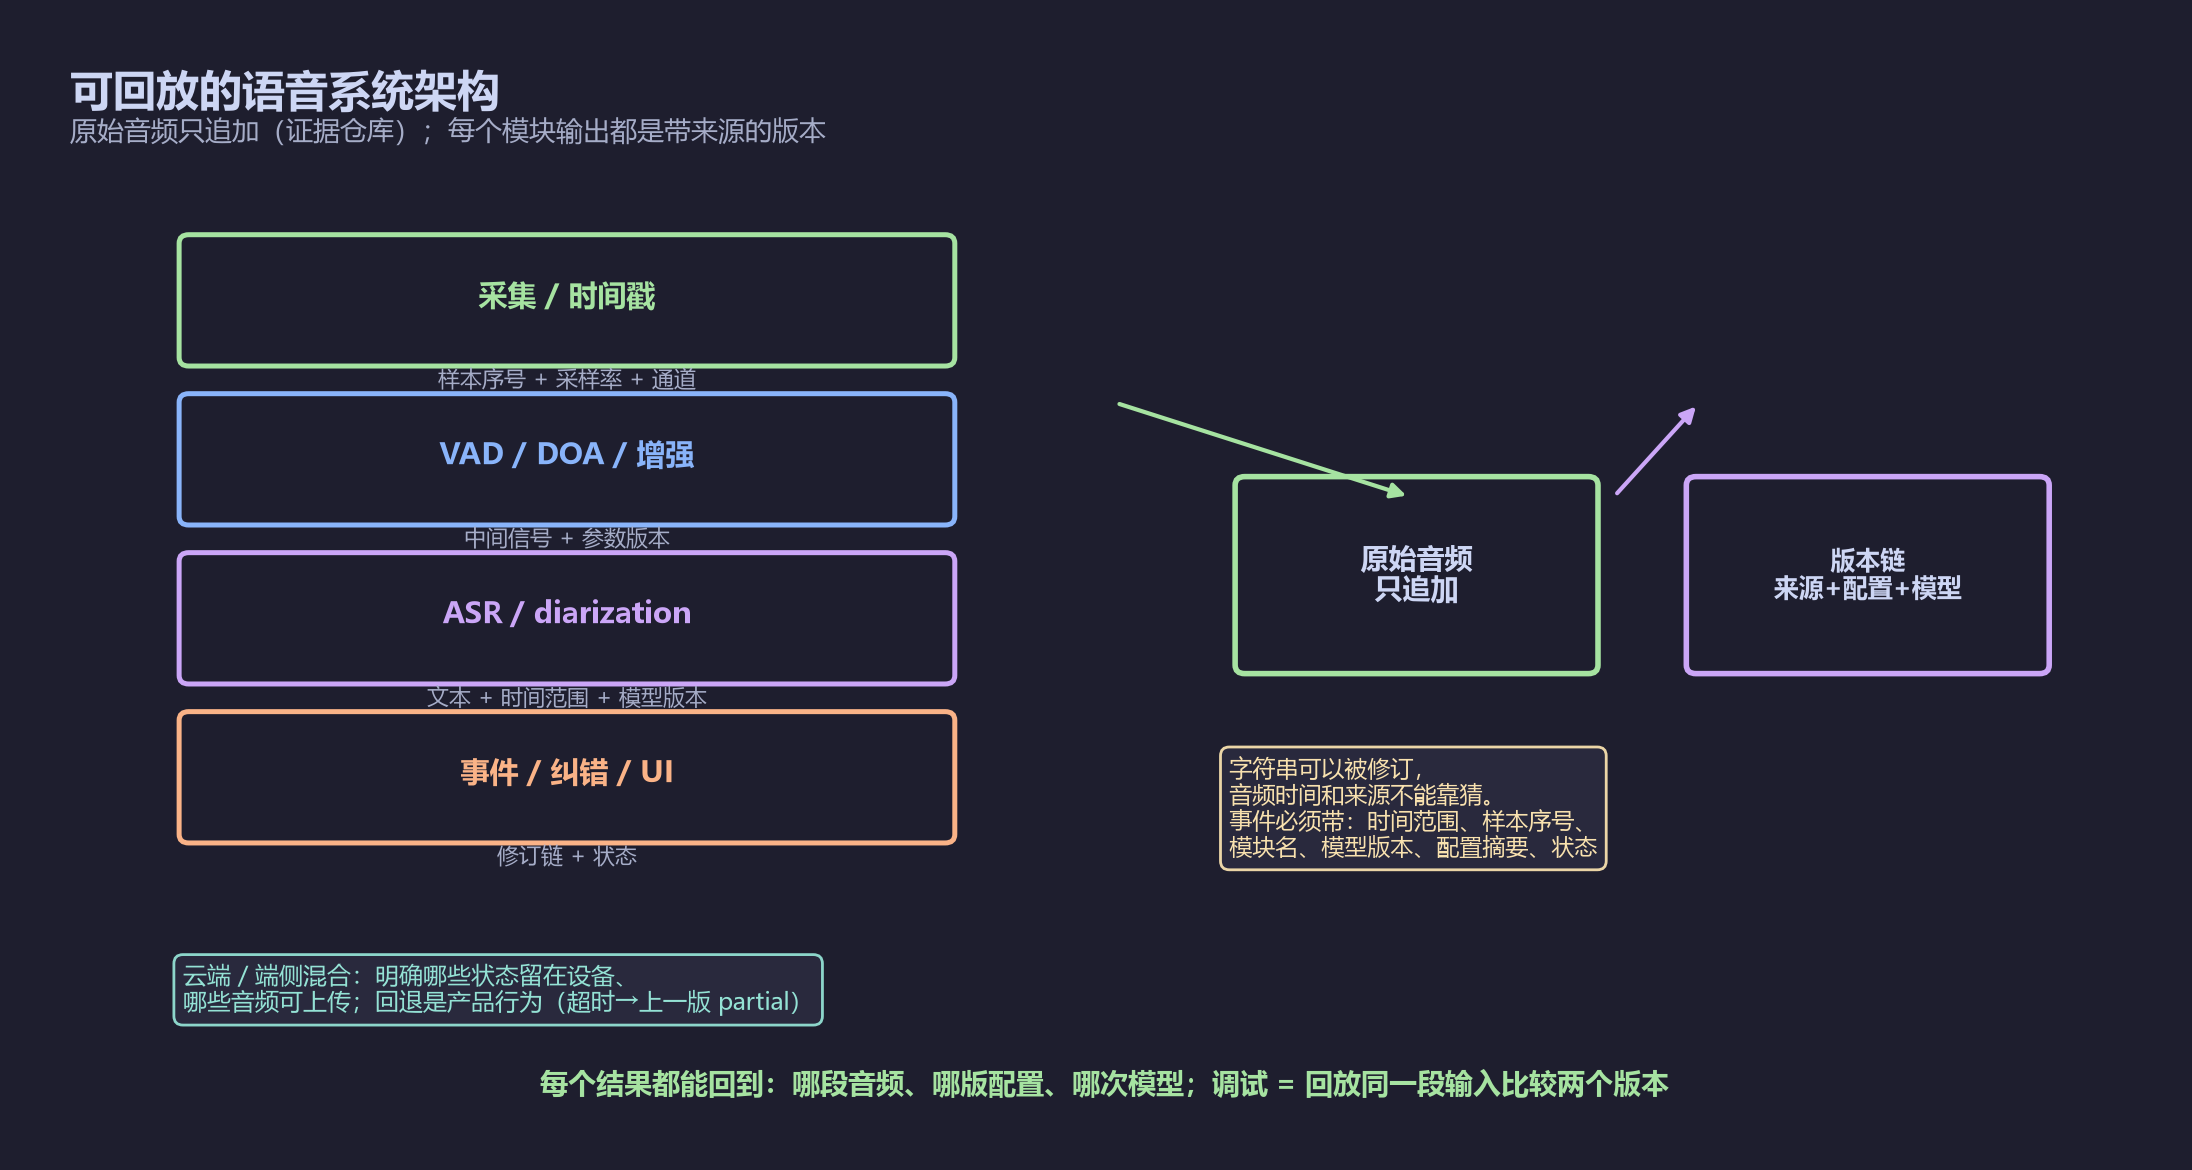 可回放的语音系统架构
原始音频只追加（证据仓库）；每个模块输出都是带来源的版本
采集 / 时间戳
样本序号 + 采样率 + 通道
VAD / DOA / 增强
中间信号 + 参数版本
ASR / diarization
文本 + 时间范围 + 模型版本
事件 / 纠错 / UI
修订链 + 状态
原始音频
只追加
版本链
来源+配置+模型
字符串可以被修订，
音频时间和来源不能靠猜。
事件必须带：时间范围、样本序号、
模块名、模型版本、配置摘要、状态
云端 / 端侧混合：明确哪些状态留在设备、
哪些音频可上传；回退是产品行为（超时→上一版 partial）
每个结果都能回到：哪段音频、哪版配置、哪次模型；调试 = 回放同一段输入比较两个版本